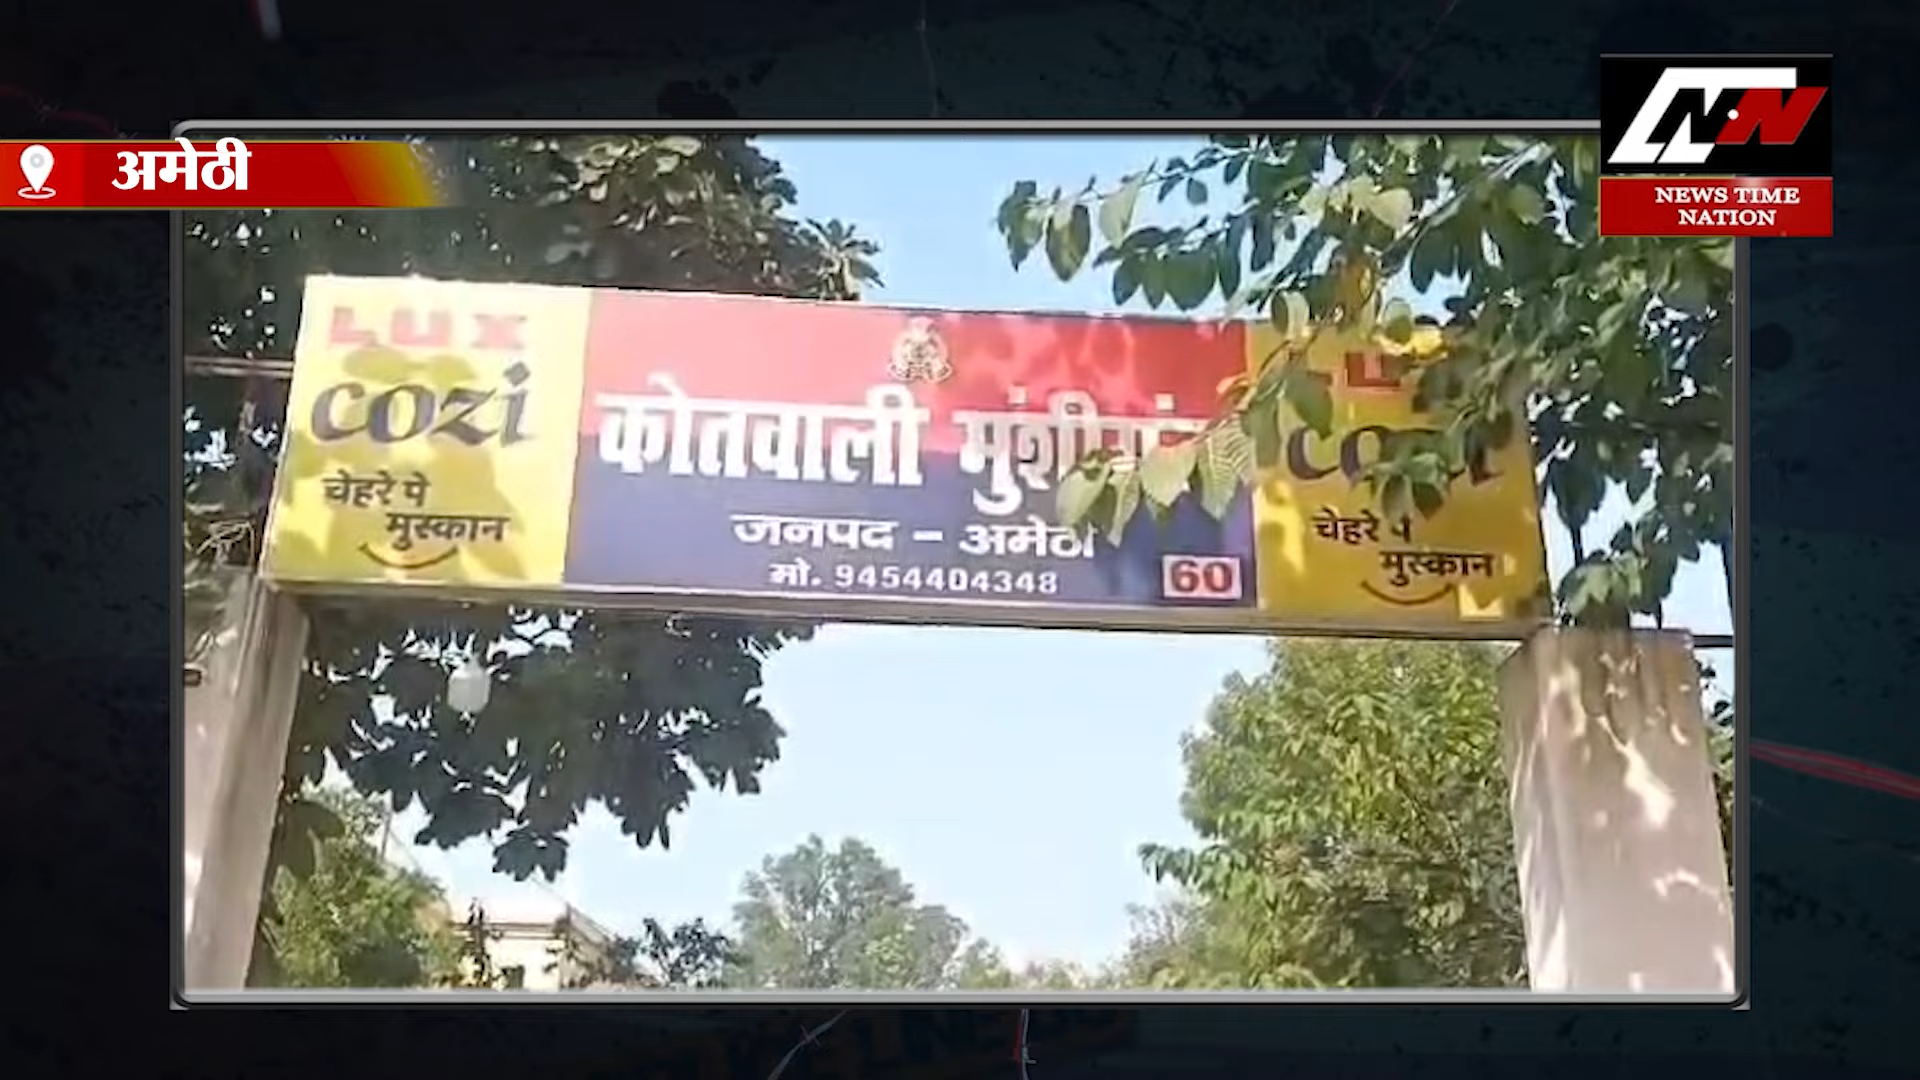 अमेठी
NEWS TIME
NATION
LUX
cozi
चेहरे पे
मुस्कान
कोतवाली
जनपद - अमेठी
मो. 9454404348
60
चेहरे पे
मुस्कान